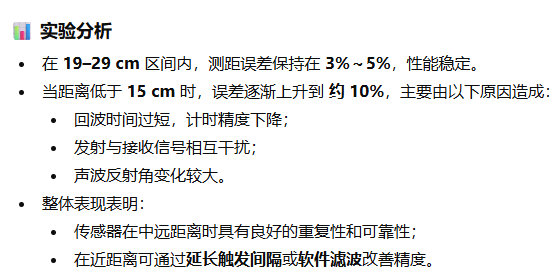 实验分析
在 19–29 cm 区间内，测距误差保持在 3%～5%，性能稳定。
当距离低于 15 cm 时，误差逐渐上升到 约 10%，主要由以下原因造成：
回波时间过短，计时精度下降；
发射与接收信号相互干扰；
声波反射角变化较大。
整体表现表明：
传感器在中远距离时具有良好的重复性和可靠性；
在近距离可通过延长触发间隔或软件滤波改善精度。